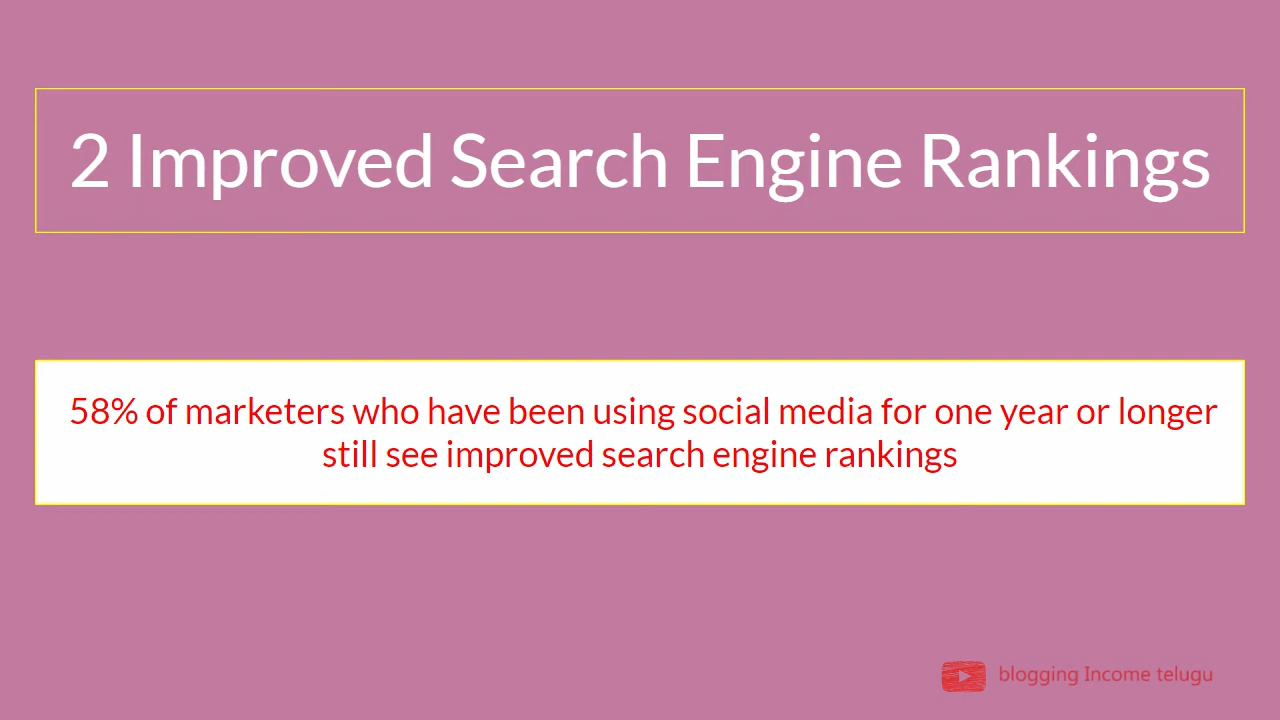 2 Improved Search Engine Rankings
58% of marketers who have been using social media for one year or longer
still see improved search engine rankings
blogging Income telugu